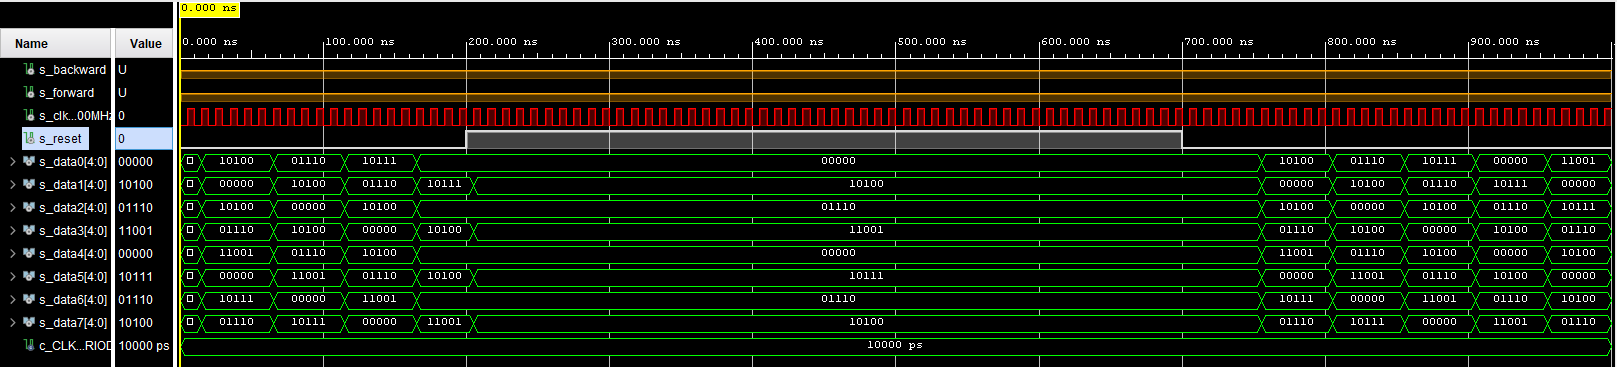 0.000 ns
Name Value
0.000 ns 100.000 ns 200.000 ns 300.000 ns 400.000 ns 500.000 ns 600.000 ns 700.000 ns 800.000 ns 900.000 ns
s_backward U
s_forward U
s_clk...00MHz 0
s_reset 0
s_data0[4:0] 00000 10100 01110 10111 00000 10100 01110 10111 00000 11001
s_data1[4:0] 10100 00000 10100 01110 10111 10100 00000 10100 01110 10111 00000
s_data2[4:0] 01110 10100 00000 10100 01110 10100 00000 10100 01110 10111
s_data3[4:0] 11001 01110 10100 00000 10100 11001 01110 10100 00000 10100 01110
s_data4[4:0] 00000 11001 01110 10100 00000 11001 01110 10100 00000 10100
s_data5[4:0] 10111 00000 11001 01110 10100 10111 00000 11001 01110 10100 00000
s_data6[4:0] 01110 10111 00000 11001 01110 10111 00000 11001 01110 10100
s_data7[4:0] 10100 01110 10111 00000 11001 10100 01110 10111 00000 11001 01110
c_CLK...RIOD 10000 ps 10000 ps